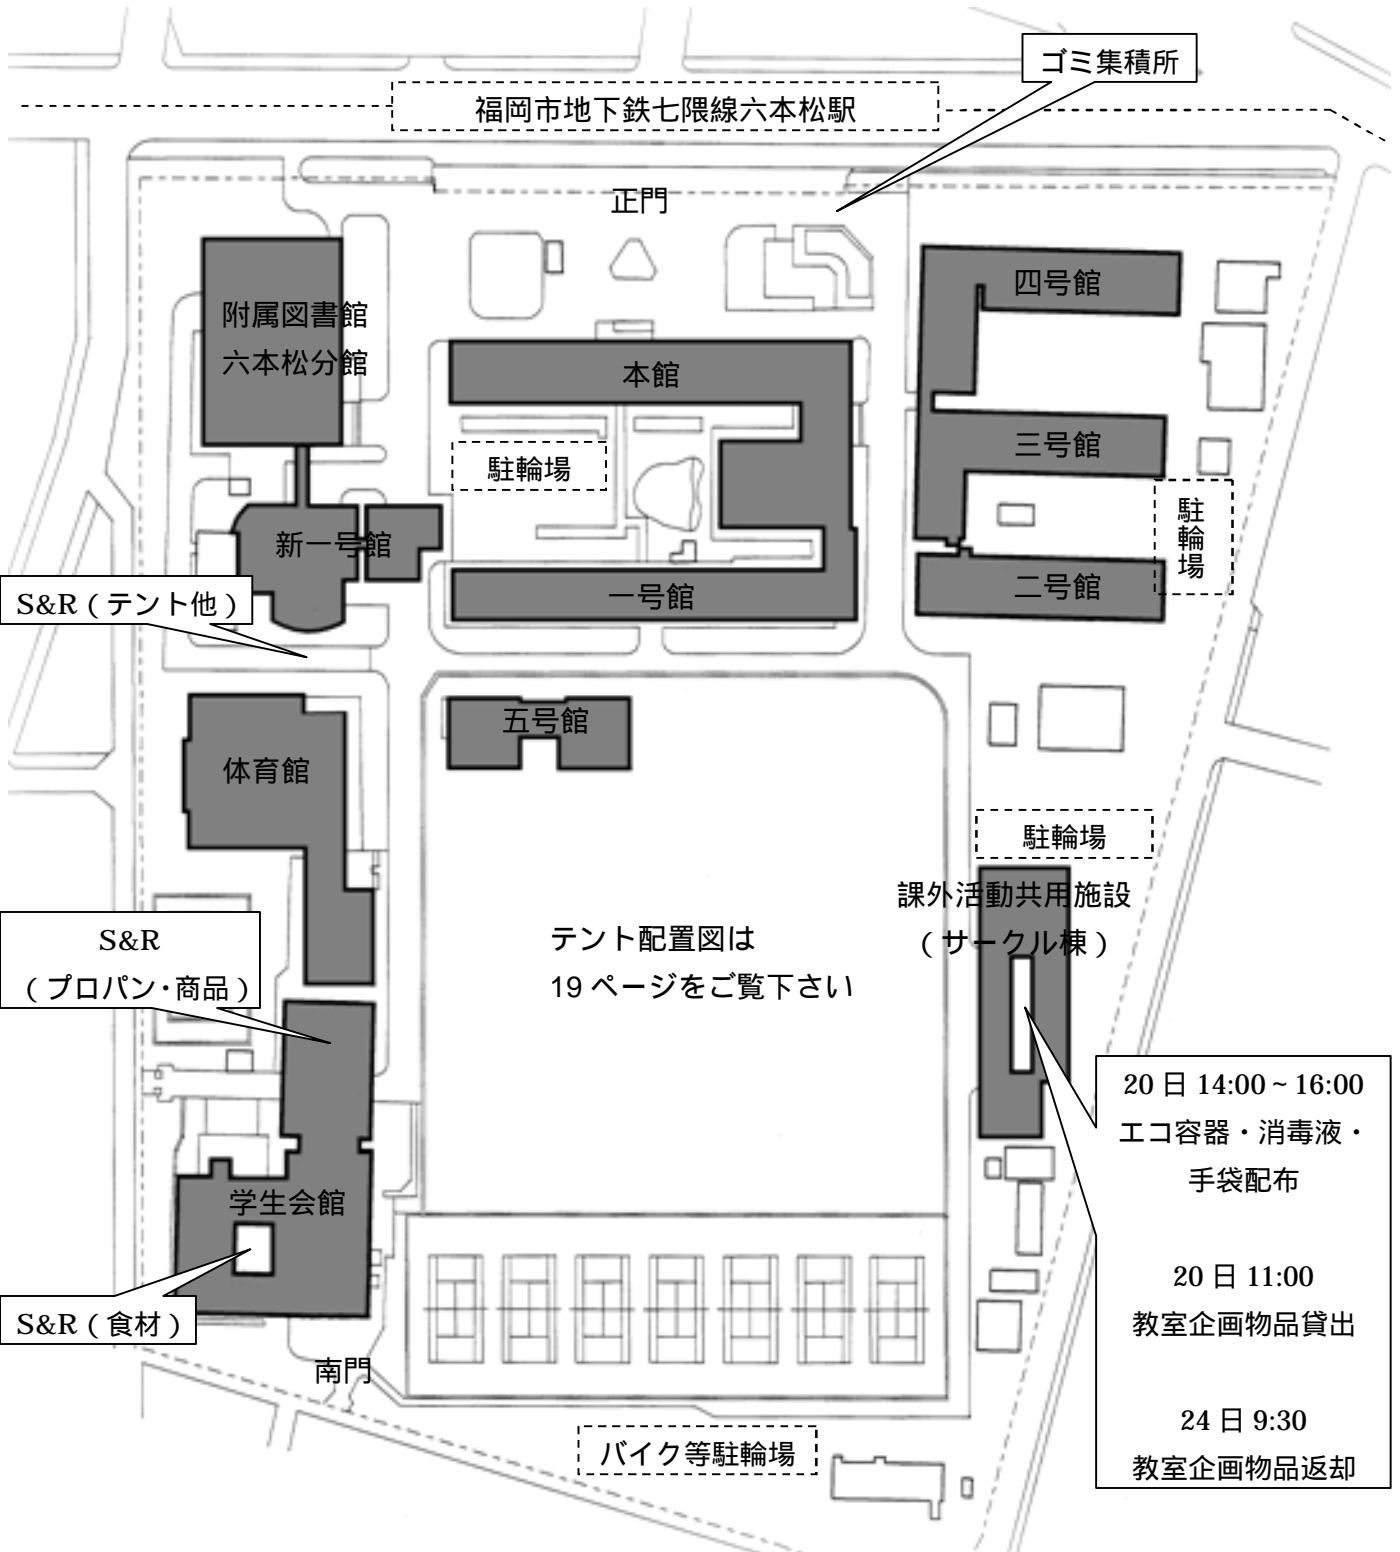 ゴミ集積所
福岡市地下鉄七隈線六本松駅
正門
附属図書館
六本松分館
四号館
本館
三号館
駐輪場
駐輪場
新一号館
二号館
一号館
S&R(テント他)
五号館
体育館
駐輪場
課外活動共用施設
(サークル棟)
テント配置図は
19 ページをご覧下さい
S&R
(プロパン・商品)
20 日 14:00~16:00
エコ容器・消毒液・
手袋配布
20 日 11:00
教室企画物品貸出
24 日 9:30
教室企画物品返却
学生会館
S&R(食材)
南門
バイク等駐輪場